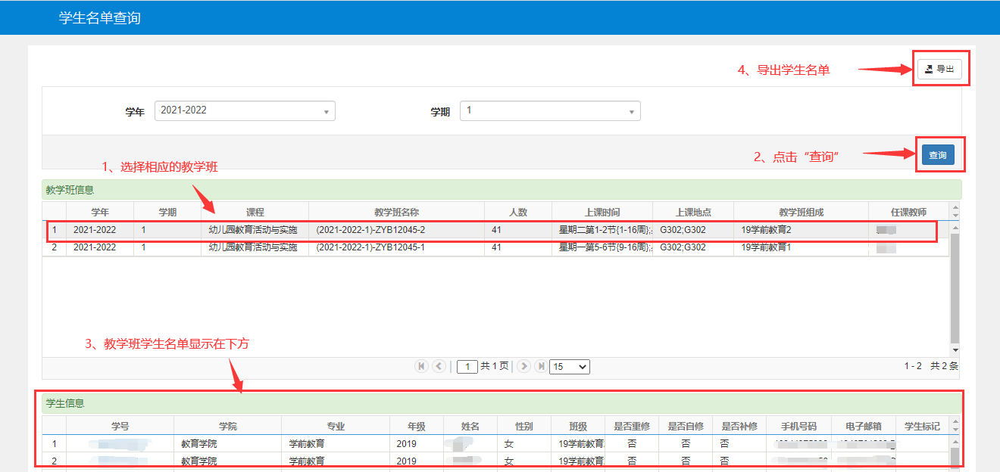 学生名单查询
4、导出学生名单
导出
学年 2021-2022 学期 1
2、点击“查询”
查询
1、选择相应的教学班
教学班信息
学年 学期 课程 教学班名称 人数 上课时间 上课地点 教学班组成 任课教师
1 2021-2022 1 幼儿园教育活动与实施 (2021-2022-1)-ZYB12045-2 41 星期二第1-2节{1-16周}; G302;G302 19学前教育2
2 2021-2022 1 幼儿园教育活动与实施 (2021-2022-1)-ZYB12045-1 41 星期一第5-6节{9-16周}; G302;G302 19学前教育1
3、教学班学生名单显示在下方
1 共 1 页 15
1 - 2 共 2 条
学生信息
学号 学院 专业 年级 姓名 性别 班级 是否重修 是否自修 是否补修 手机号码 电子邮箱 学生标记
1 教育学院 学前教育 2019 女 19学前教育 否 否 否
2 教育学院 学前教育 2019 女 19学前教育 否 否 否